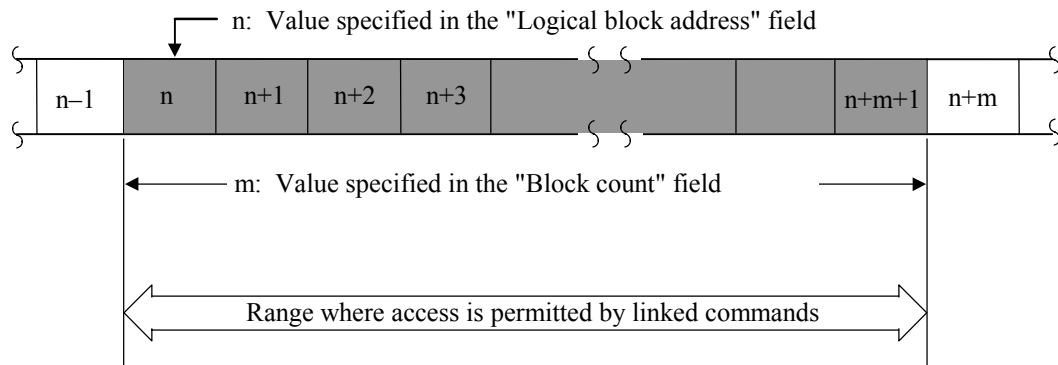 n: Value specified in the "Logical block address" field
n–1 n n+1 n+2 n+3 n+m+1 n+m
m: Value specified in the "Block count" field
Range where access is permitted by linked commands